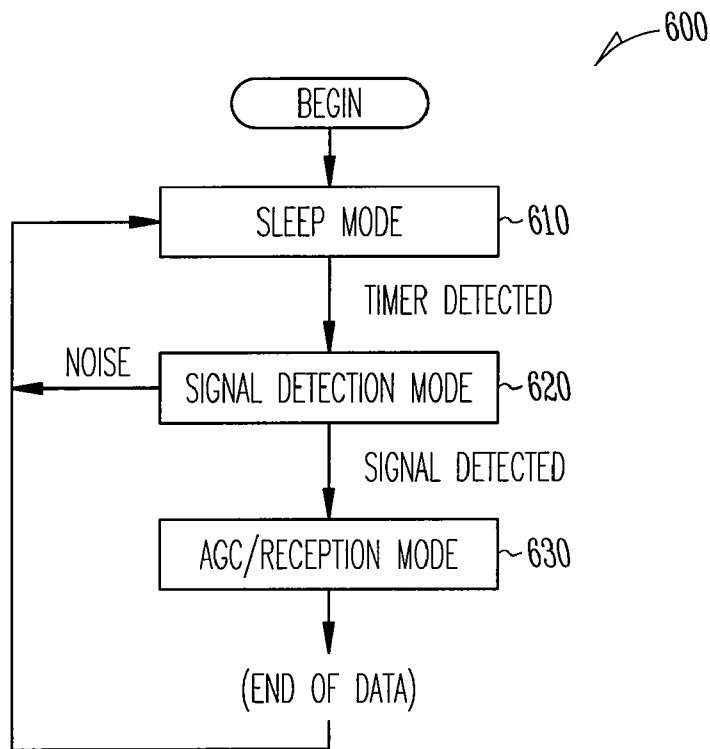 600
BEGIN
SLEEP MODE
610
TIMER DETECTED
NOISE
SIGNAL DETECTION MODE
620
SIGNAL DETECTED
AGC/RECEPTION MODE
630
(END OF DATA)